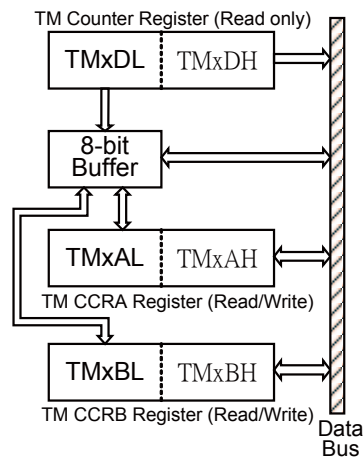 TM Counter Register (Read only)
TMxDL TMxDH
8-bit
Buffer
TMxAL TMxAH
TM CCRA Register (Read/Write)
TMxBL TMxBH
TM CCRB Register (Read/Write)
Data
Bus